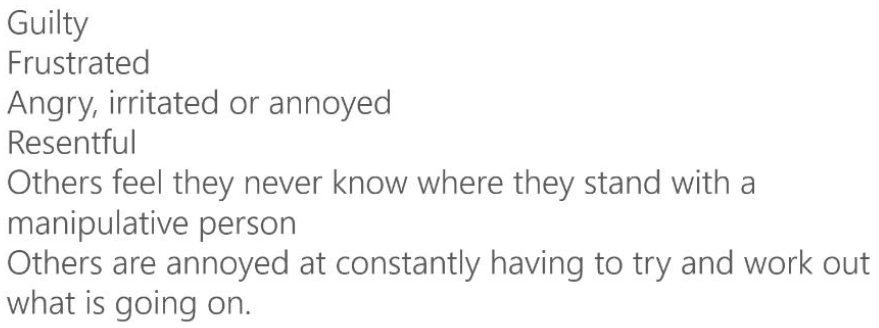 Guilty
Frustrated
Angry, irritated or annoyed
Resentful
Others feel they never know where they stand with a
manipulative person
Others are annoyed at constantly having to try and work out
what is going on.